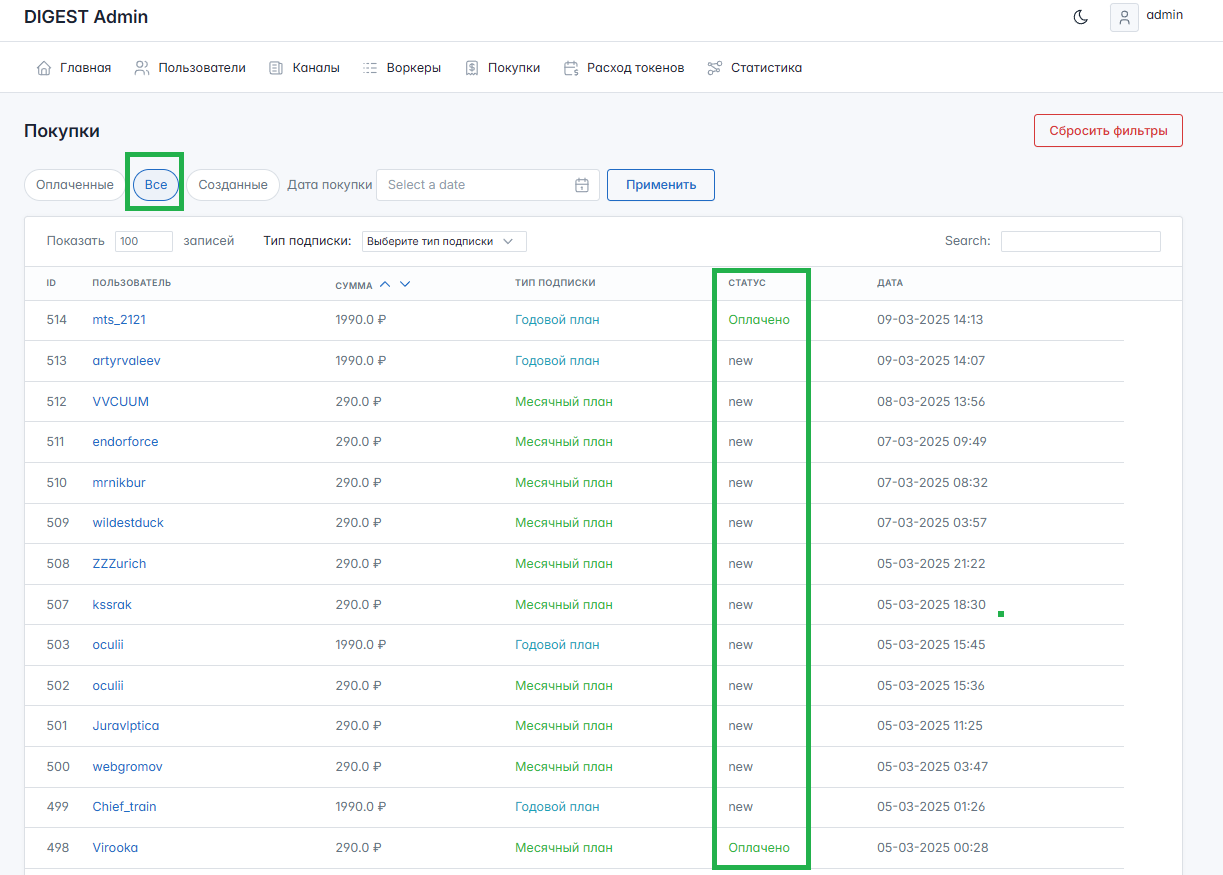 DIGEST Admin
admin
Главная Пользователи Каналы Воркеры Покупки Расход токенов Статистика
Покупки
Сбросить фильтры
Оплаченные Все Созданные Дата покупки Select a date Применить
Показать 100 записей Тип подписки: Выберите тип подписки Search:
ID ПОЛЬЗОВАТЕЛЬ СУММА ТИП ПОДПИСКИ СТАТУС ДАТА
514 mts_2121 1990.0 ₽ Годовой план Оплачено 09-03-2025 14:13
513 artyrvaleev 1990.0 ₽ Годовой план new 09-03-2025 14:07
512 VVCUUM 290.0 ₽ Месячный план new 08-03-2025 13:56
511 endorforce 290.0 ₽ Месячный план new 07-03-2025 09:49
510 mrnikbur 290.0 ₽ Месячный план new 07-03-2025 08:32
509 wildestduck 290.0 ₽ Месячный план new 07-03-2025 03:57
508 ZZZurich 290.0 ₽ Месячный план new 05-03-2025 21:22
507 kssrak 290.0 ₽ Месячный план new 05-03-2025 18:30
503 oculii 1990.0 ₽ Годовой план new 05-03-2025 15:45
502 oculii 290.0 ₽ Месячный план new 05-03-2025 15:36
501 Juravlptica 290.0 ₽ Месячный план new 05-03-2025 11:25
500 webgromov 290.0 ₽ Месячный план new 05-03-2025 03:47
499 Chief_train 1990.0 ₽ Годовой план new 05-03-2025 01:26
498 Virooka 290.0 ₽ Месячный план Оплачено 05-03-2025 00:28